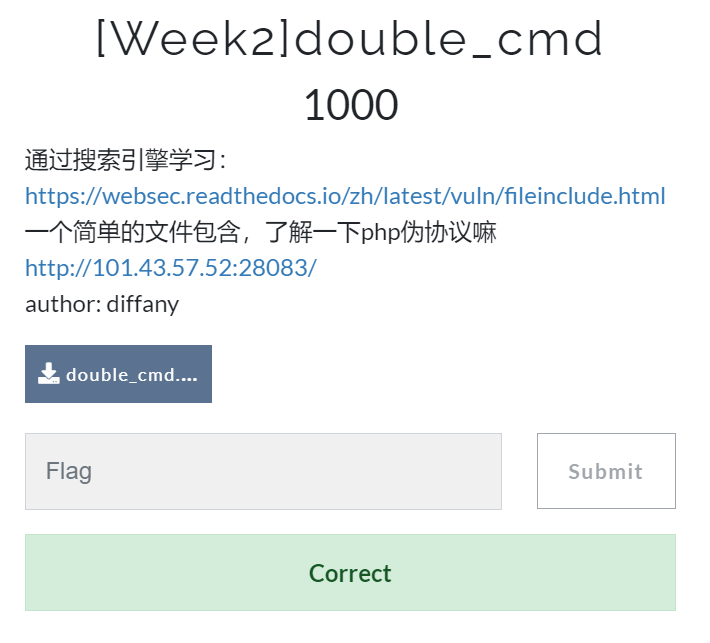 [Week2]double_cmd
1000
通过搜索引擎学习：
https://websec.readthedocs.io/zh/latest/vuln/fileinclude.html
一个简单的文件包含，了解一下php伪协议嘛
http://101.43.57.52:28083/
author: diffany
double_cmd....
Flag
Submit
Correct